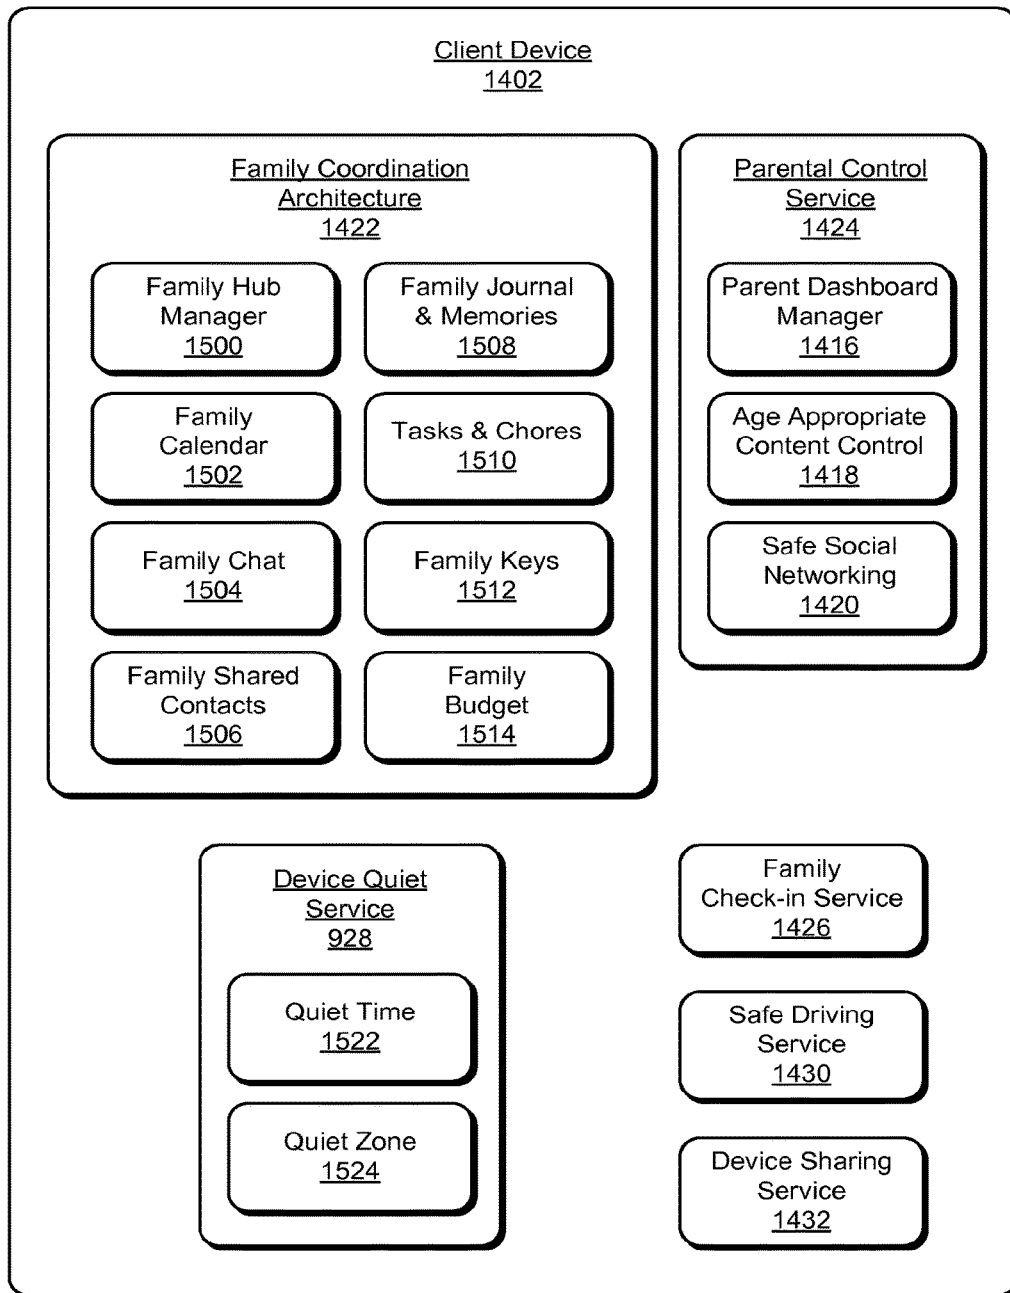 Client Device
1402
Family Coordination
Architecture
1422
Family Hub
Manager
1500
Family Journal
& Memories
1508
Family
Calendar
1502
Tasks & Chores
1510
Family Chat
1504
Family Keys
1512
Family Shared
Contacts
1506
Family
Budget
1514
Parental Control
Service
1424
Parent Dashboard
Manager
1416
Age Appropriate
Content Control
1418
Safe Social
Networking
1420
Device Quiet
Service
928
Quiet Time
1522
Quiet Zone
1524
Family
Check-in Service
1426
Safe Driving
Service
1430
Device Sharing
Service
1432